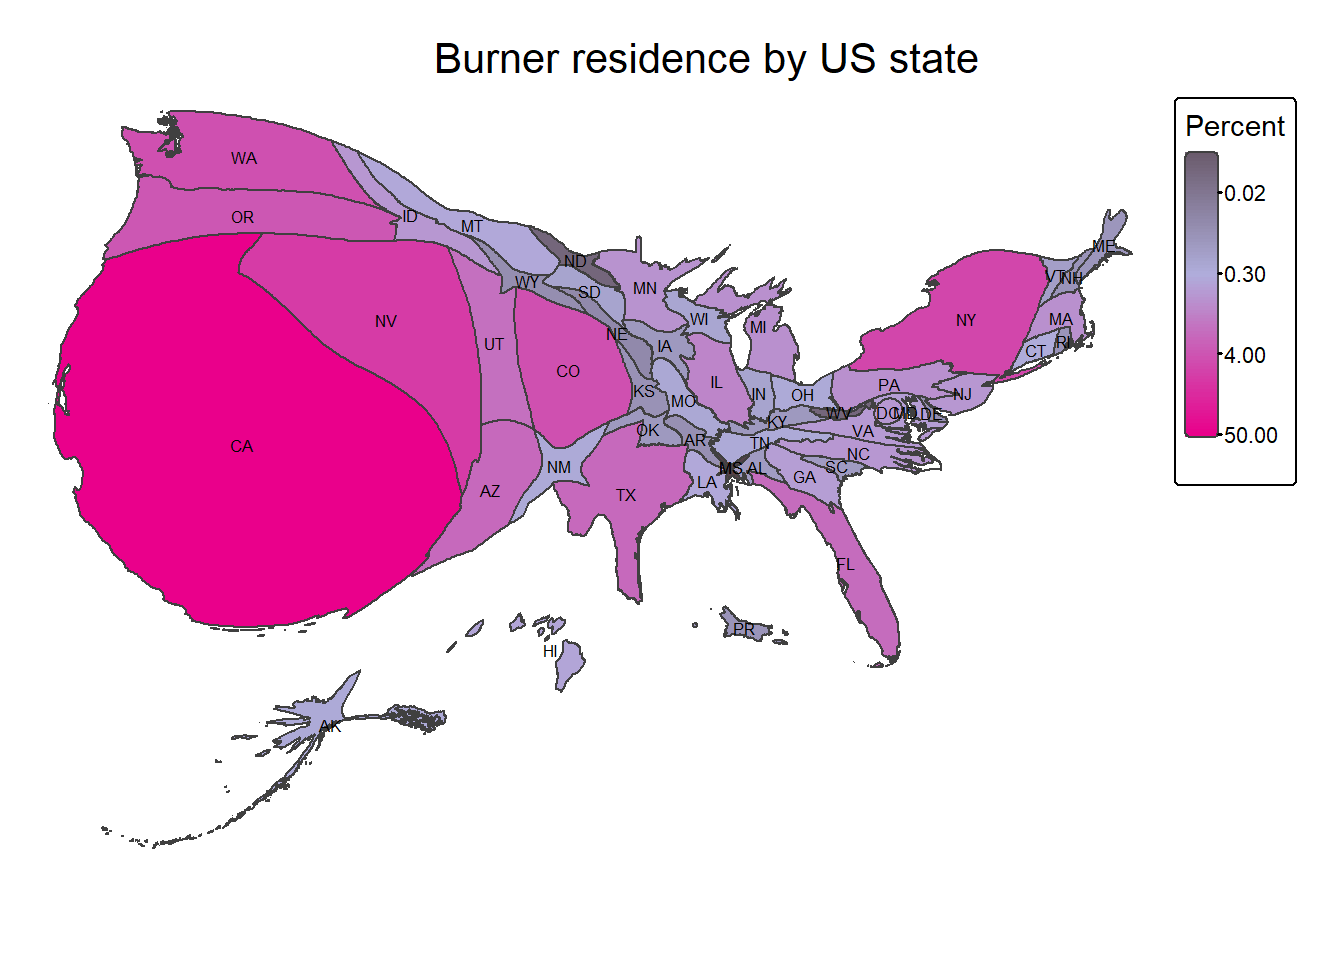 Burner residence by US state
Percent
0.02
0.30
4.00
50.00
WA
OR
ID
MT
ND
WY
SD
MN
WI
MI
NY
VT
NH
ME
MA
RI
CT
CA
NV
UT
CO
NE
IA
IL
IN
OH
PA
NJ
KS
MO
KY
WV
DC
MD
DE
VA
AZ
NM
OK
AR
TN
NC
SC
TX
LA
MS
AL
GA
FL
HI
PR
AK